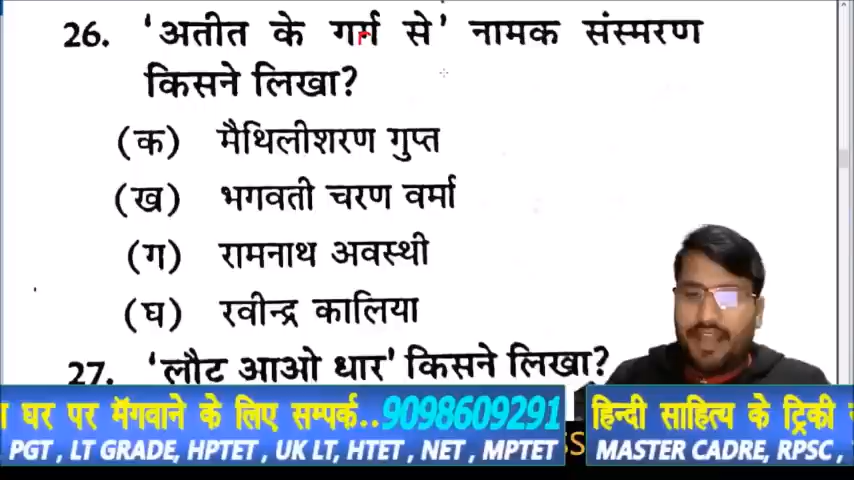 26. 'अतीत के गर्म से' नामक संस्मरण
किसने लिखा?
(क) मैथिलीशरण गुप्त
(ख) भगवती चरण वर्मा
(ग) रामनाथ अवस्थी
(घ) रवीन्द्र कालिया
27. 'लौट आओ धार' किसने लिखा?
घर पर मँगवाने के लिए सम्पर्क..9098609291
हिन्दी साहित्य के ट्रिकी
PGT , LT GRADE, HPTET , UK LT, HTET , NET , MPTET
SS
MASTER CADRE, RPSC ,